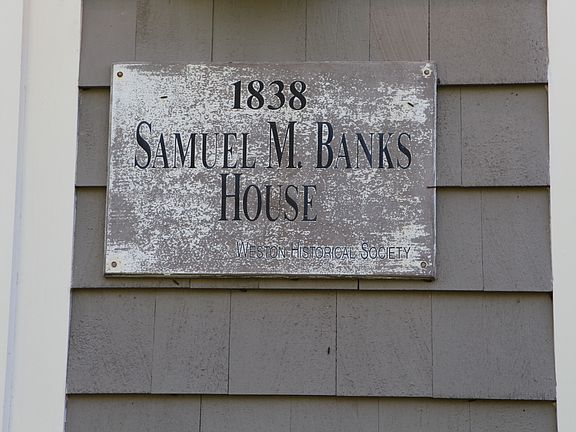 1838
SAMUEL M. BANKS
HOUSE
WESTON HISTORICAL SOCIETY